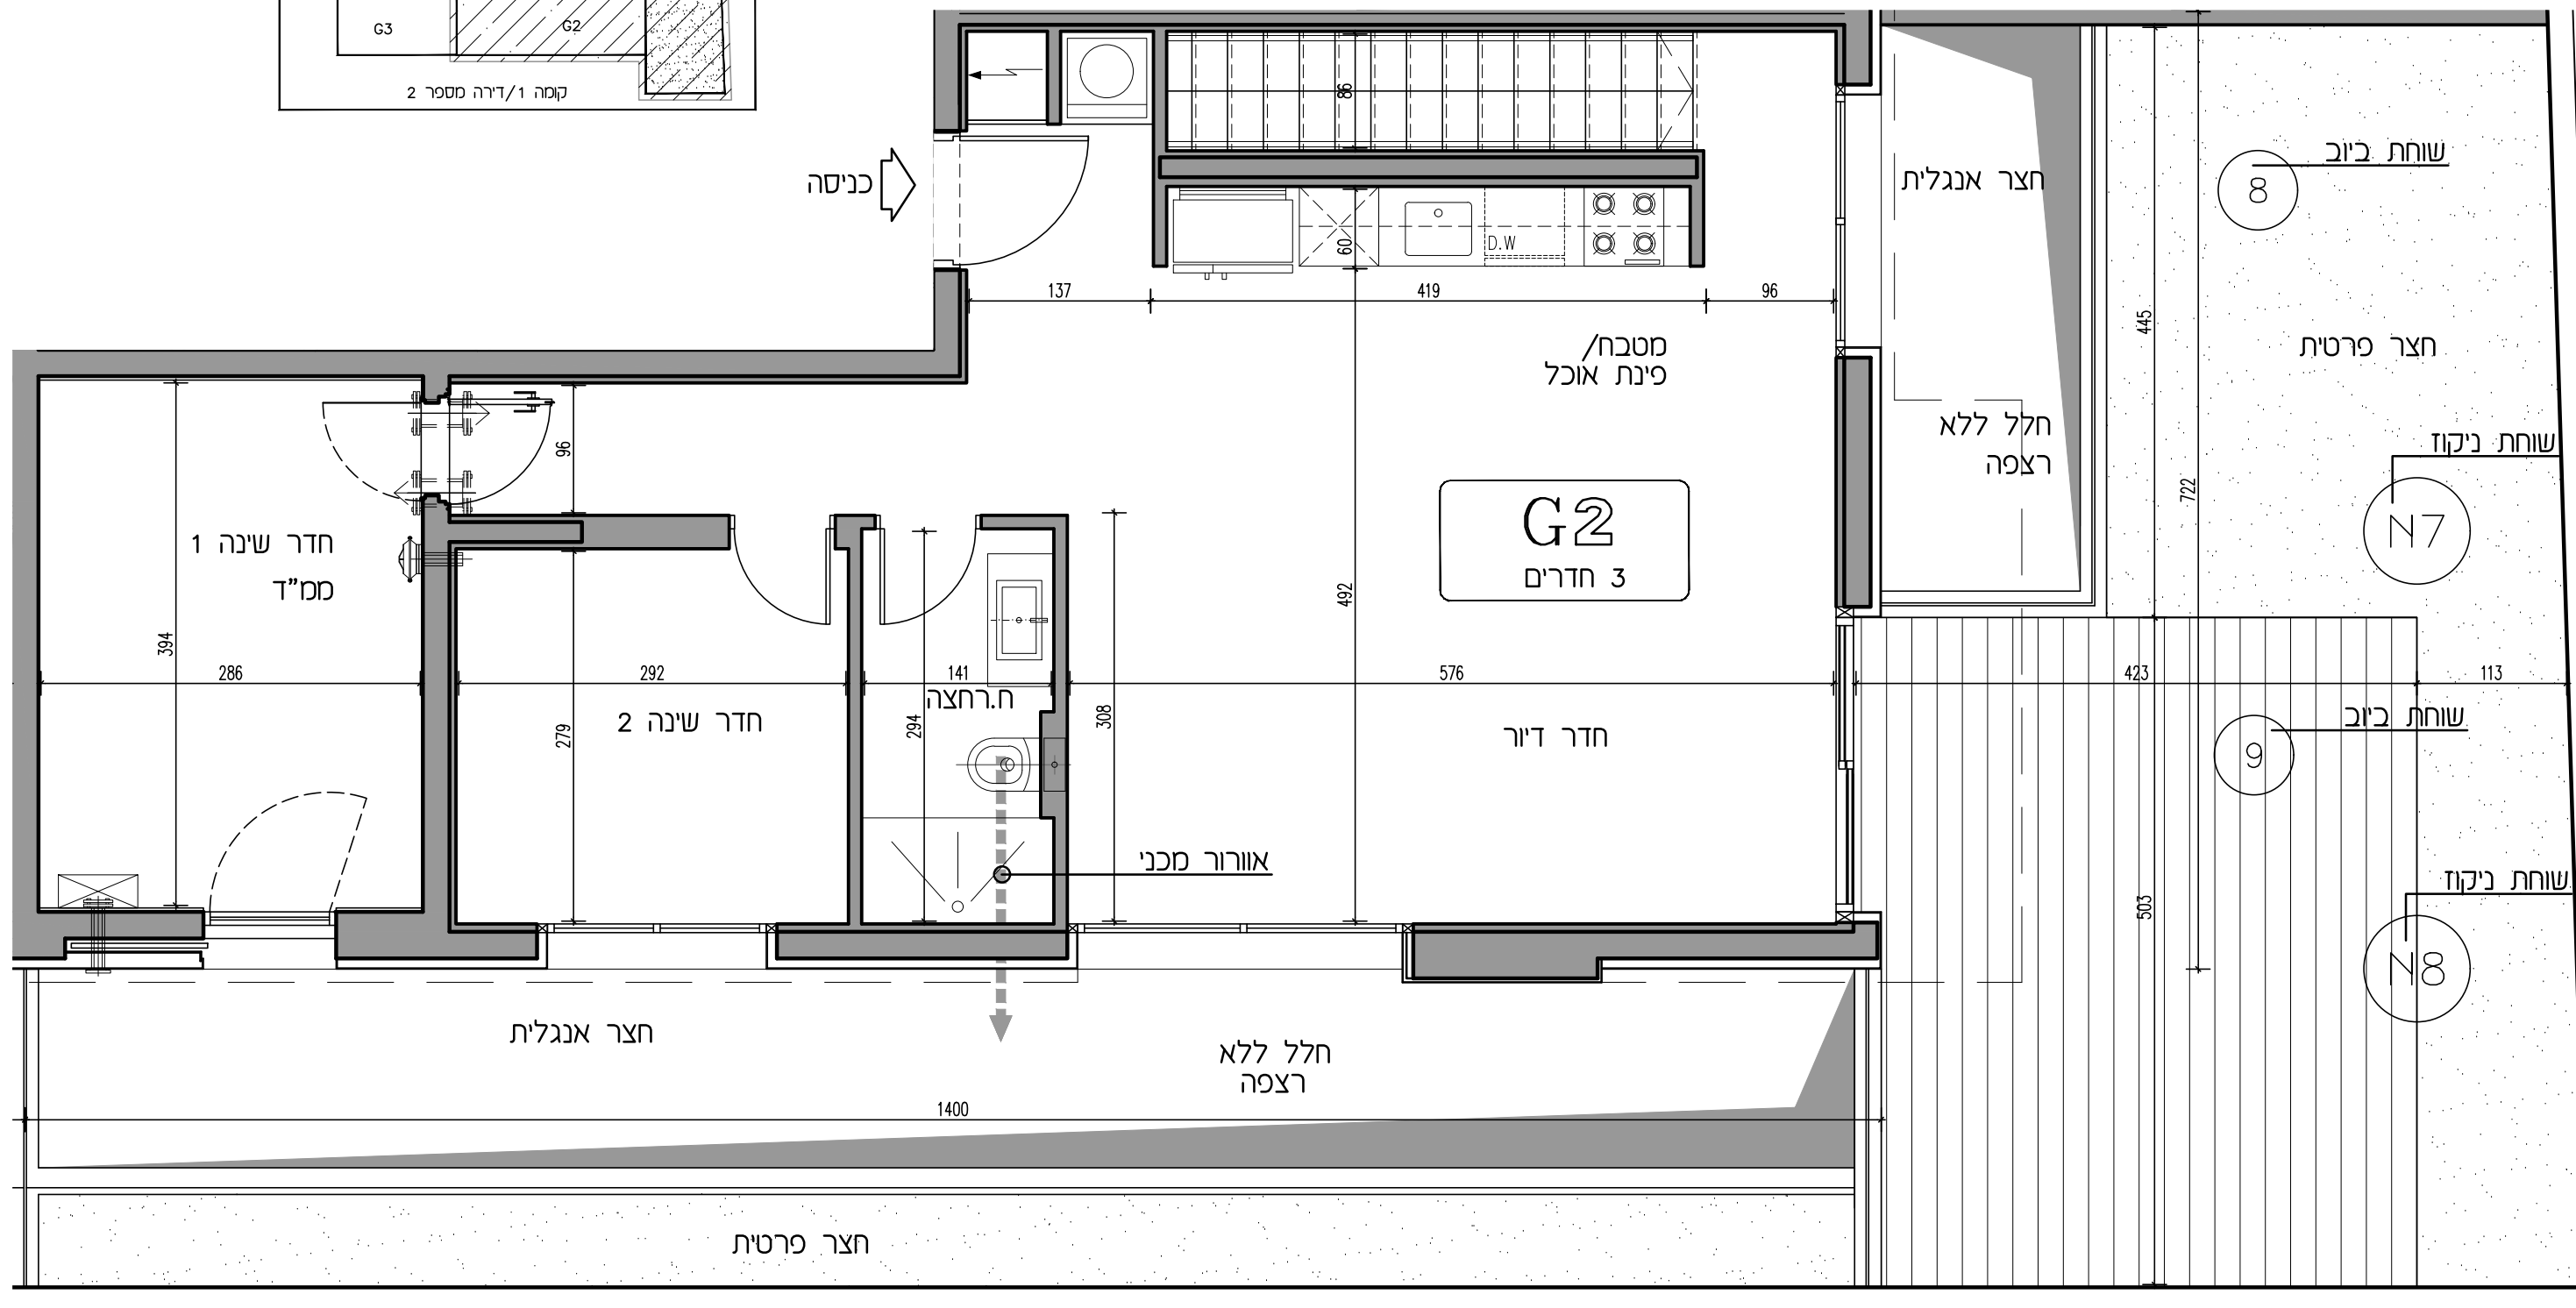 G3
G2
קומה 1/דירה מספר 2
כניסה
86
60
D.W
137
419
96
מטבח/
פינת אוכל
G2
3 חדרים
חצר אנגלית
חלל ללא
רצפה
שוחת ביוב
8
חצר פרטית
445
722
שוחת ניקוז
N7
96
חדר שינה 1
ממ"ד
394
286
292
279
חדר שינה 2
141
ח.רחצה
294
308
492
576
חדר דיור
אוורור מכני
423
113
שוחת ביוב
9
503
שוחת ניקוז
N8
חצר אנגלית
חלל ללא
רצפה
1400
חצר פרטית